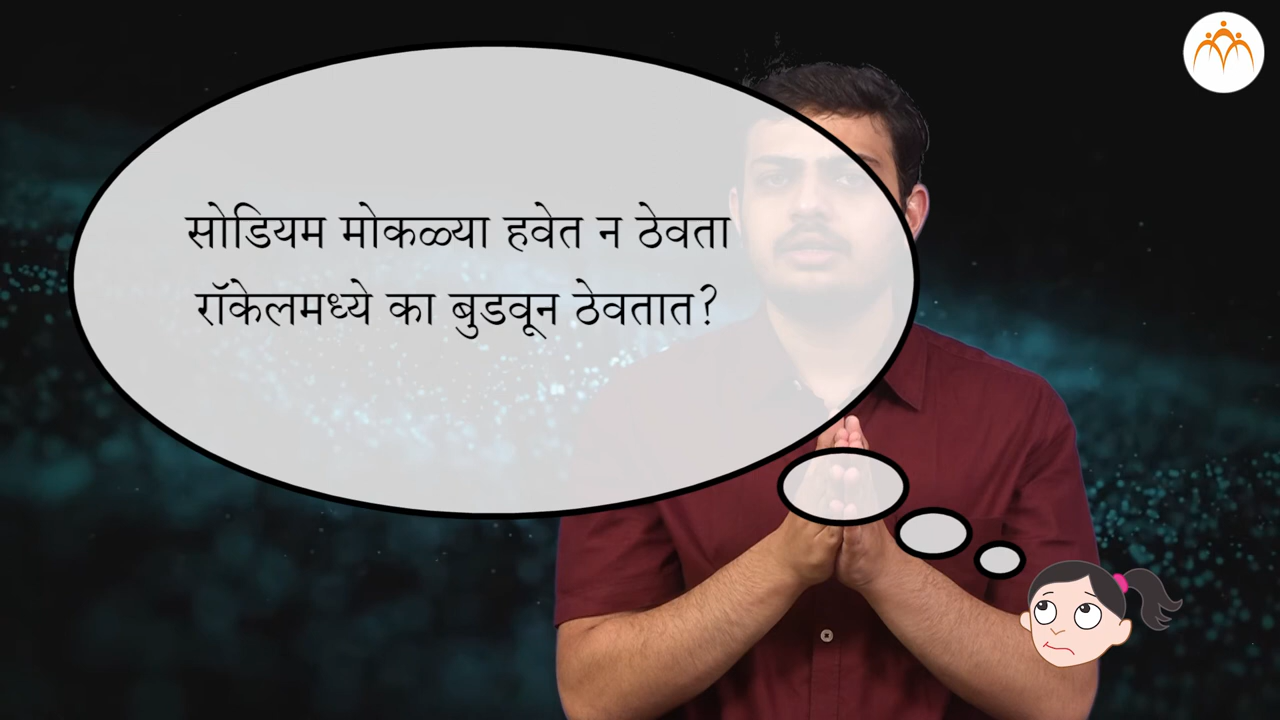 सोडियम मोकळ्या हवेत न ठेवता
रॉकेलमध्ये का बुडवून ठेवतात?